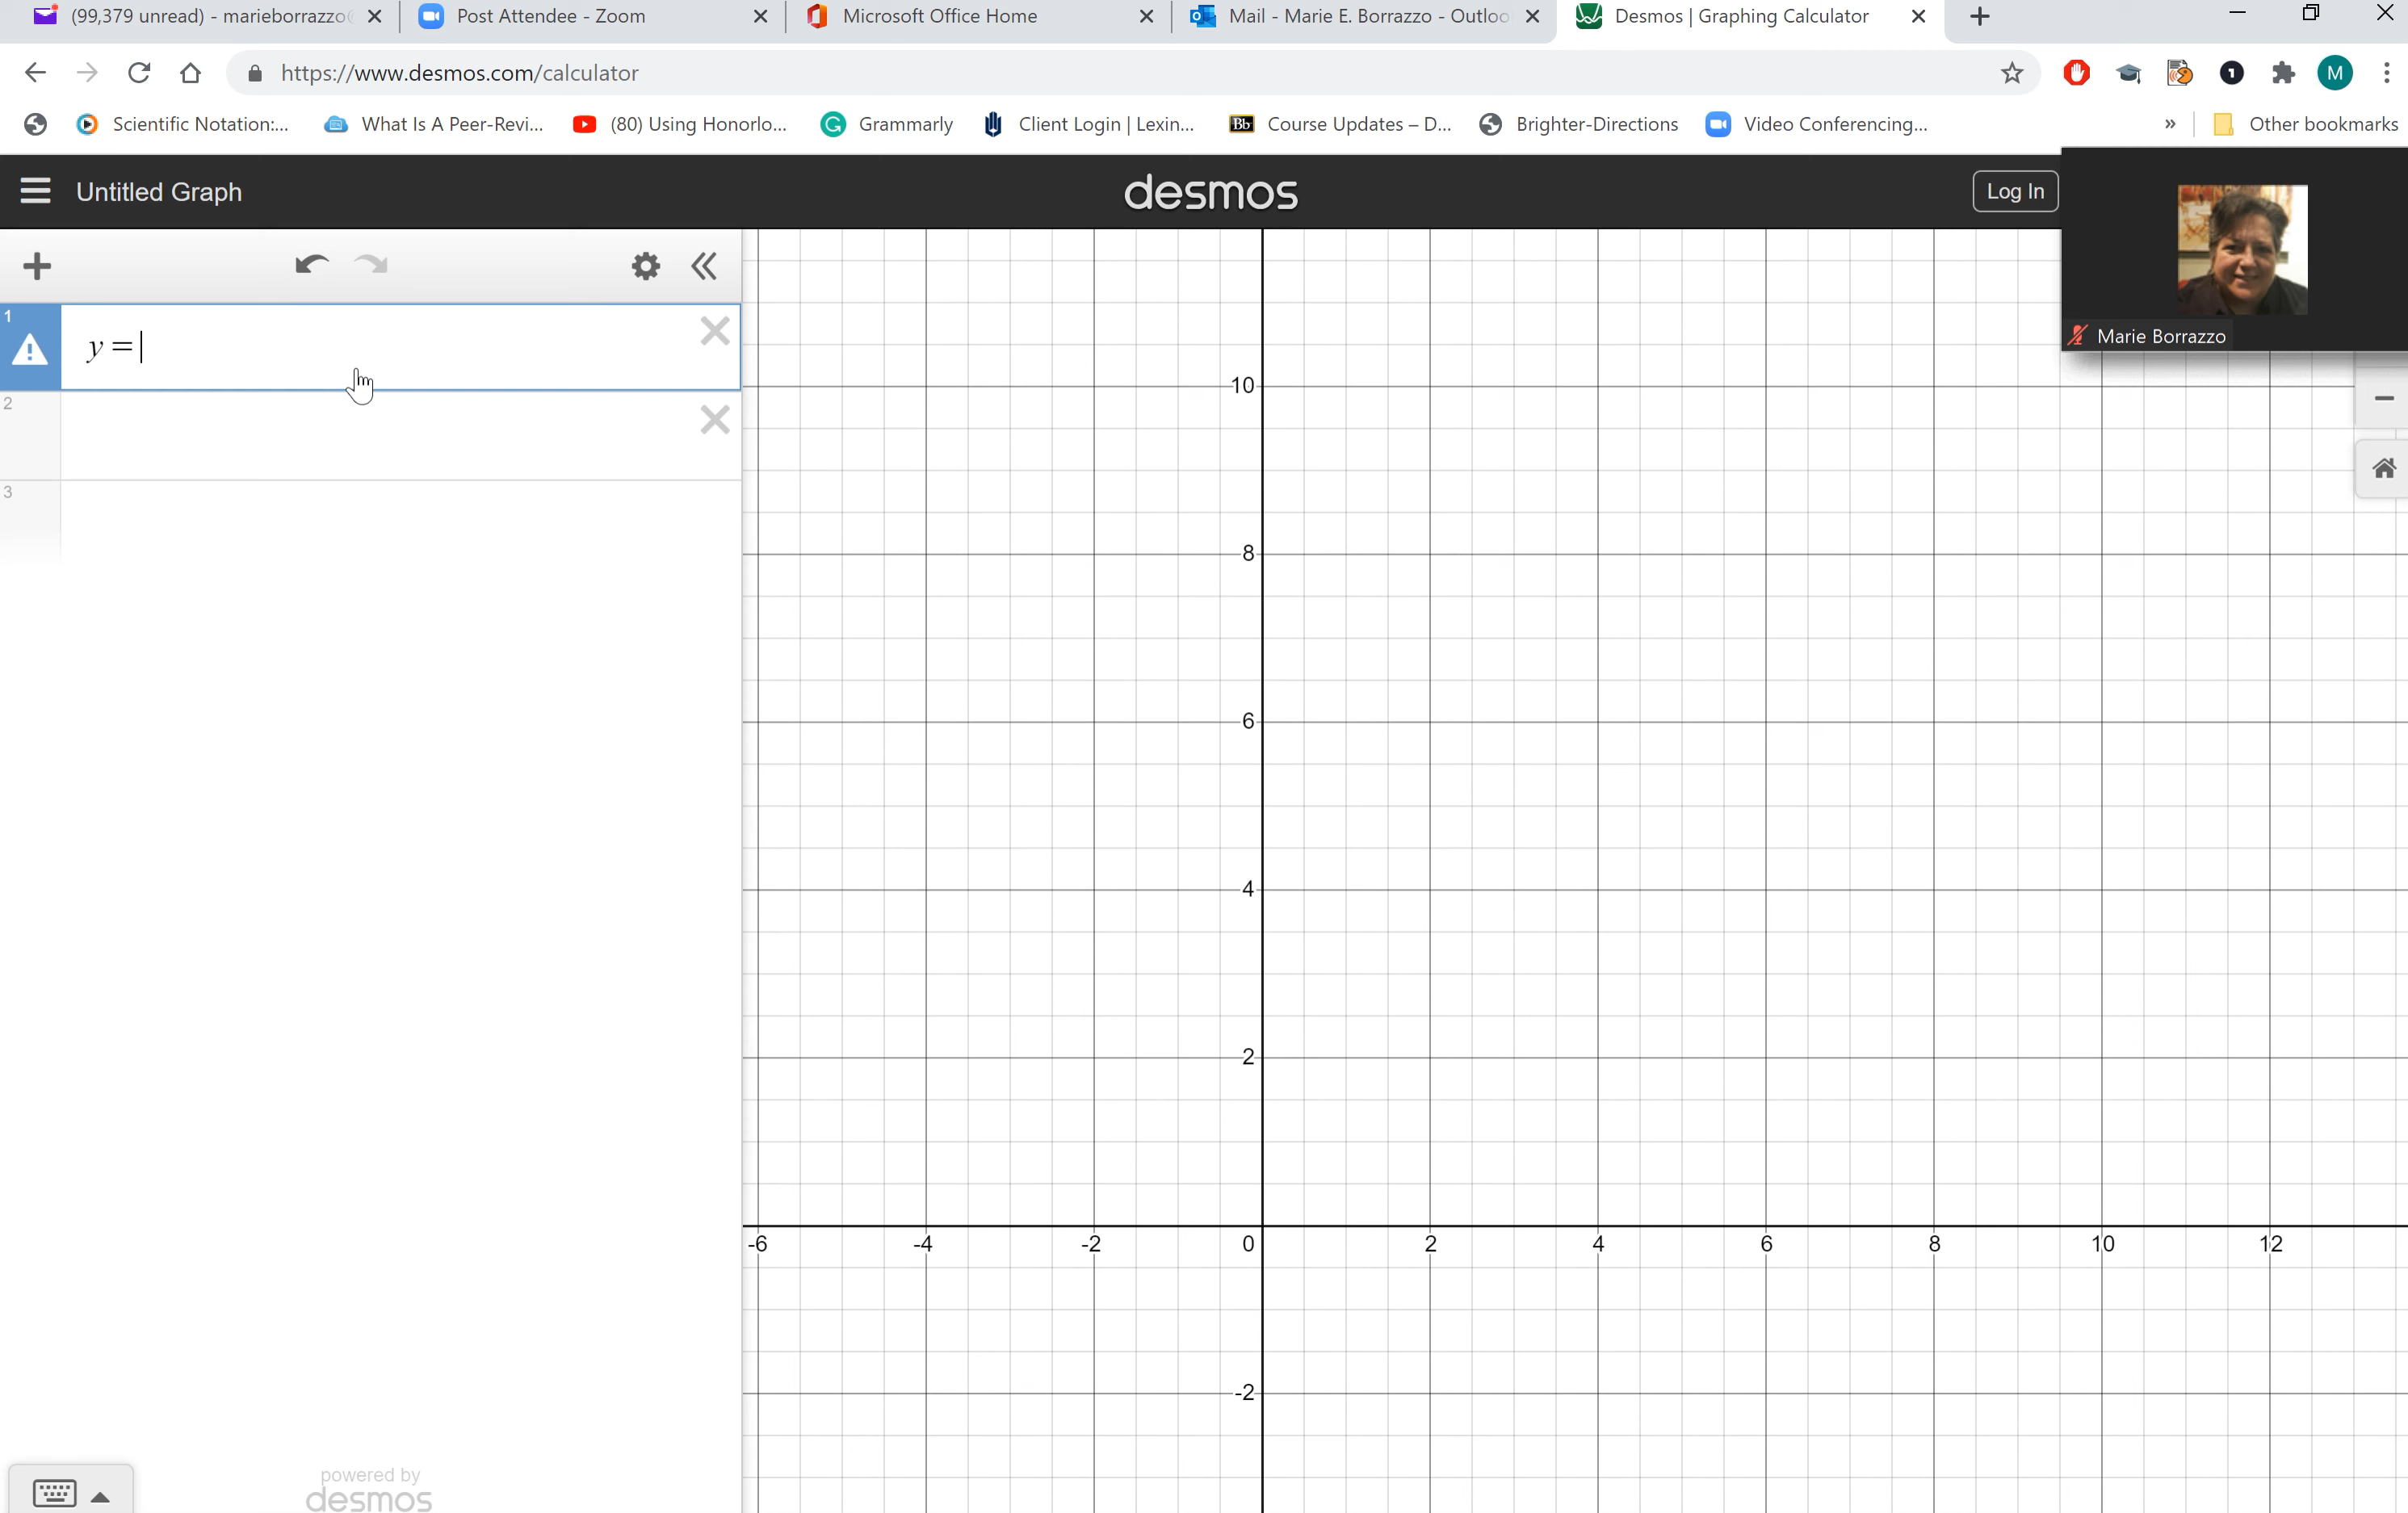 (99,379 unread) - marieborrazzo
Post Attendee - Zoom
Microsoft Office Home
Mail - Marie E. Borrazzo - Outloo
Desmos | Graphing Calculator
https://www.desmos.com/calculator
M
Scientific Notation:...
What Is A Peer-Revi...
(80) Using Honorlo...
Grammarly
Client Login | Lexin...
Bb Course Updates – D...
Brighter-Directions
Video Conferencing...
»
Other bookmarks
Untitled Graph
desmos
Log In
Marie Borrazzo
1
y =
2
3
10
8
6
4
2
-6 -4 -2 0 2 4 6 8 10 12
-2
powered by
desmos